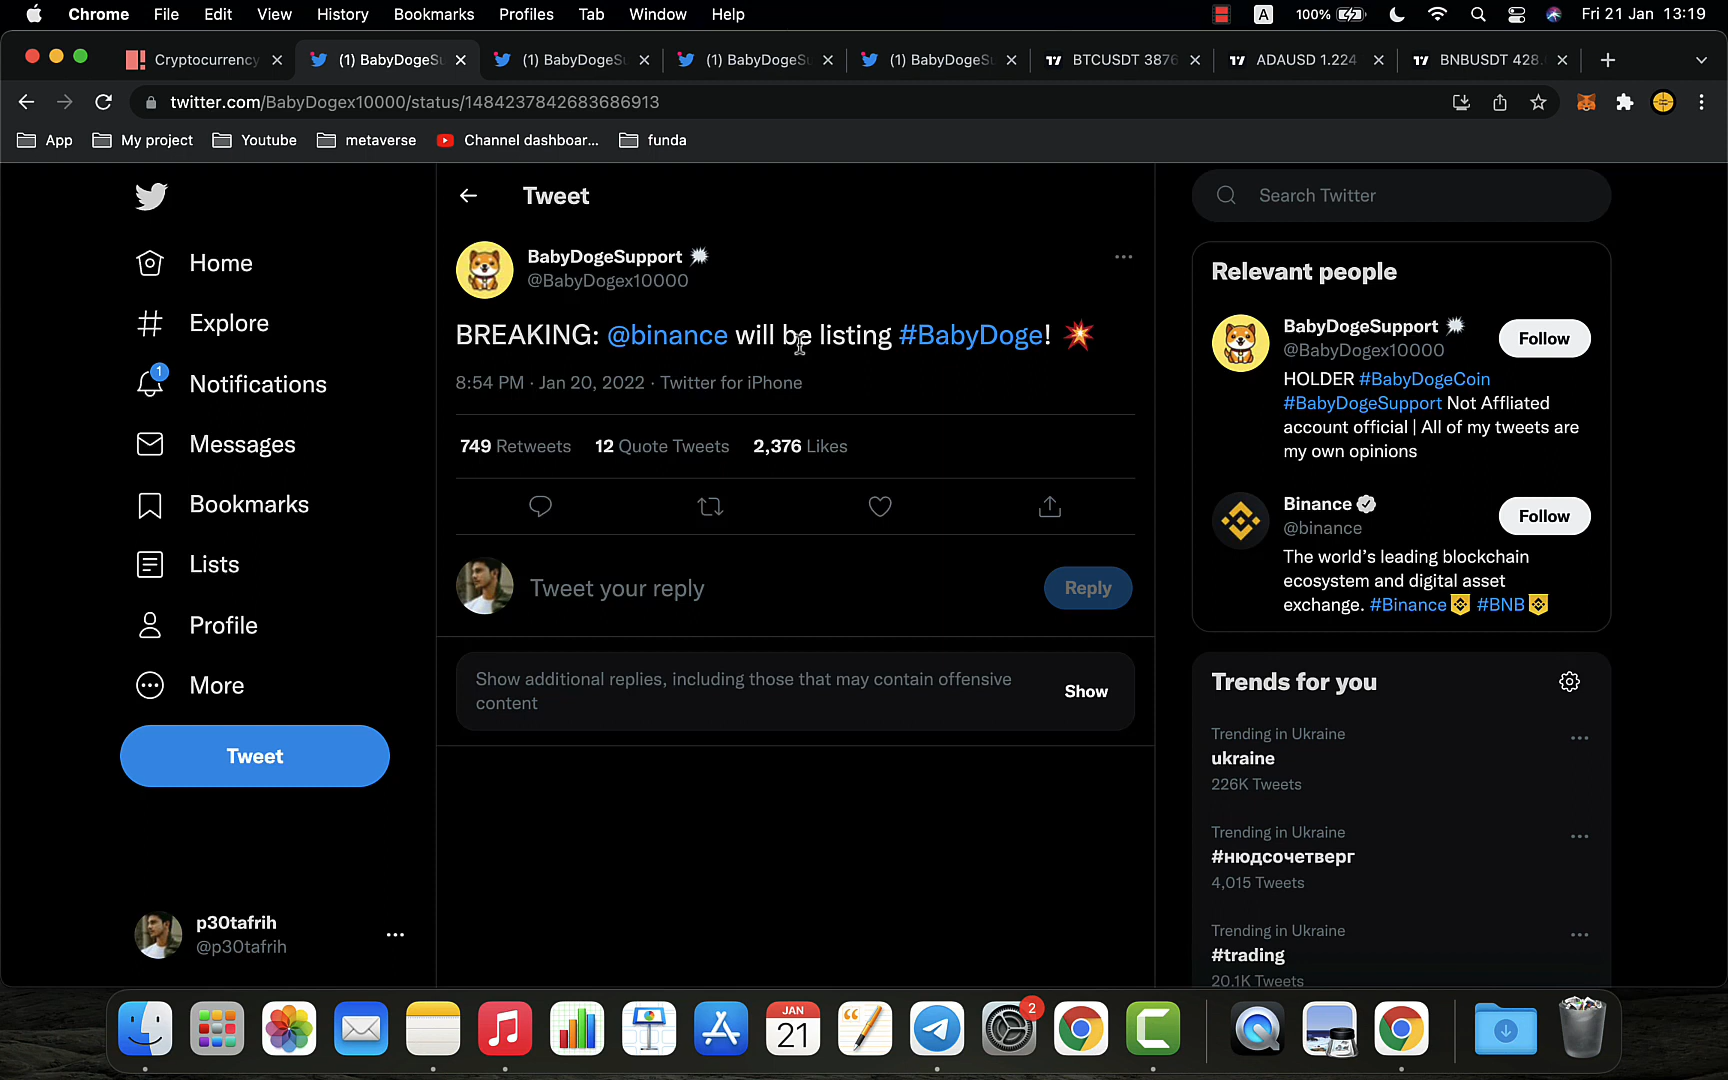 Chrome File Edit View History Bookmarks Profiles Tab Window Help A 100% Fri 21 Jan 13:19
Cryptocurrency (1) BabyDogeSu (1) BabyDogeSu (1) BabyDogeSu (1) BabyDogeSu BTCUSDT 3876 ADAUSD 1.224 BNBUSDT 428.
twitter.com/BabyDogex10000/status/1484237842683686913
App My project Youtube metaverse Channel dashboar... funda
Home
Explore
1
Notifications
Messages
Bookmarks
Lists
Profile
More
Tweet
p30tafrih
@p30tafrih
Tweet
BabyDogeSupport
@BabyDogex10000
BREAKING: @binance will be listing #BabyDoge!
8:54 PM · Jan 20, 2022 · Twitter for iPhone
749 Retweets 12 Quote Tweets 2,376 Likes
Tweet your reply
Reply
Show additional replies, including those that may contain offensive
content
Show
Search Twitter
Relevant people
BabyDogeSupport
@BabyDogex10000
Follow
HOLDER #BabyDogeCoin
#BabyDogeSupport Not Affliated
account official | All of my tweets are
my own opinions
Binance
@binance
Follow
The world's leading blockchain
ecosystem and digital asset
exchange. #Binance #BNB
Trends for you
Trending in Ukraine
ukraine
226K Tweets
Trending in Ukraine
#нюдсочетверг
4,015 Tweets
Trending in Ukraine
#trading
20.1K Tweets
JAN
21
2